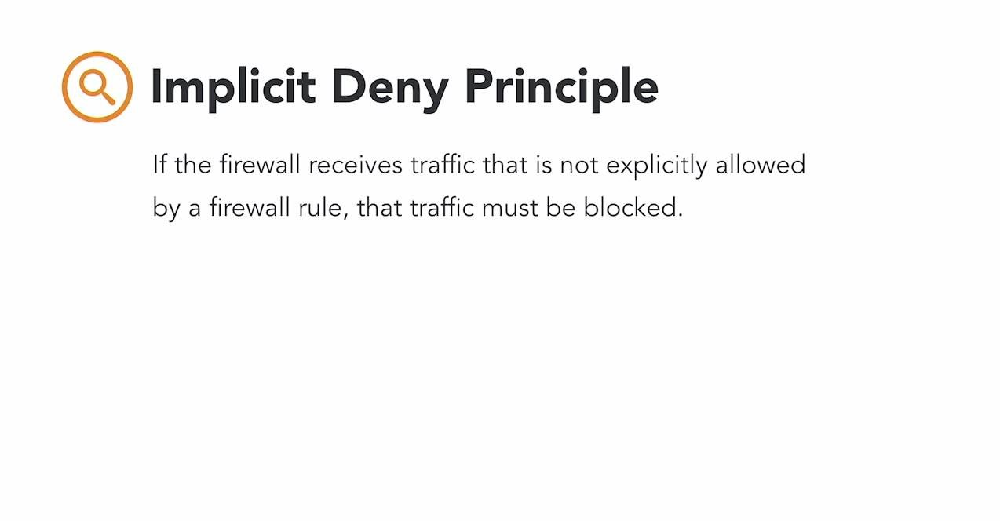 Implicit Deny Principle
If the firewall receives traffic that is not explicitly allowed
by a firewall rule, that traffic must be blocked.